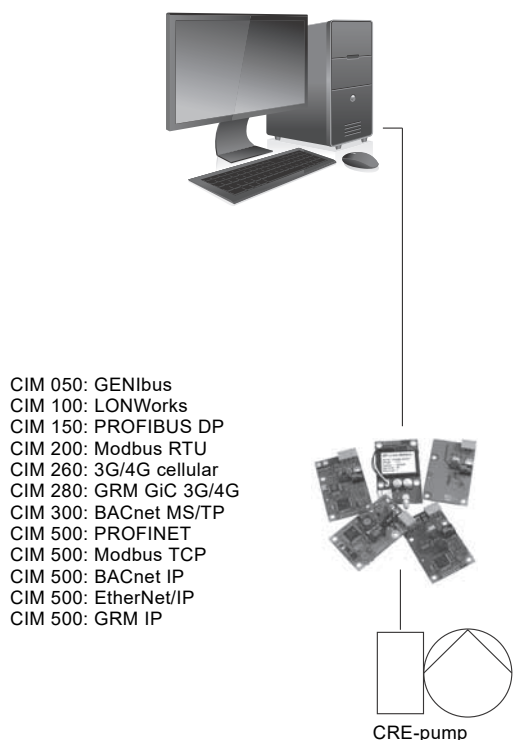 CIM 050: GENIbus
CIM 100: LONWorks
CIM 150: PROFIBUS DP
CIM 200: Modbus RTU
CIM 260: 3G/4G cellular
CIM 280: GRM GiC 3G/4G
CIM 300: BACnet MS/TP
CIM 500: PROFINET
CIM 500: Modbus TCP
CIM 500: BACnet IP
CIM 500: EtherNet/IP
CIM 500: GRM IP
CRE-pump